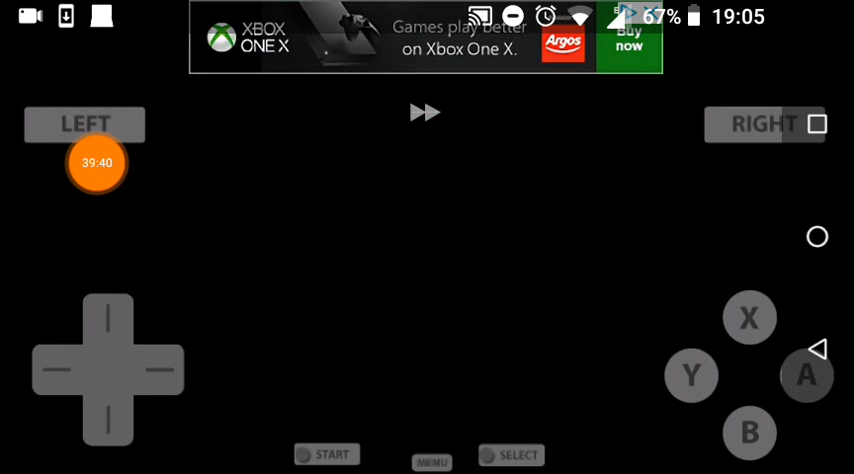 67% 19:05
XBOX
ONE X
Games play better
on Xbox One X.
Argos
Buy
now
LEFT
RIGHT
39:40
X
Y
A
B
START
MENU
SELECT